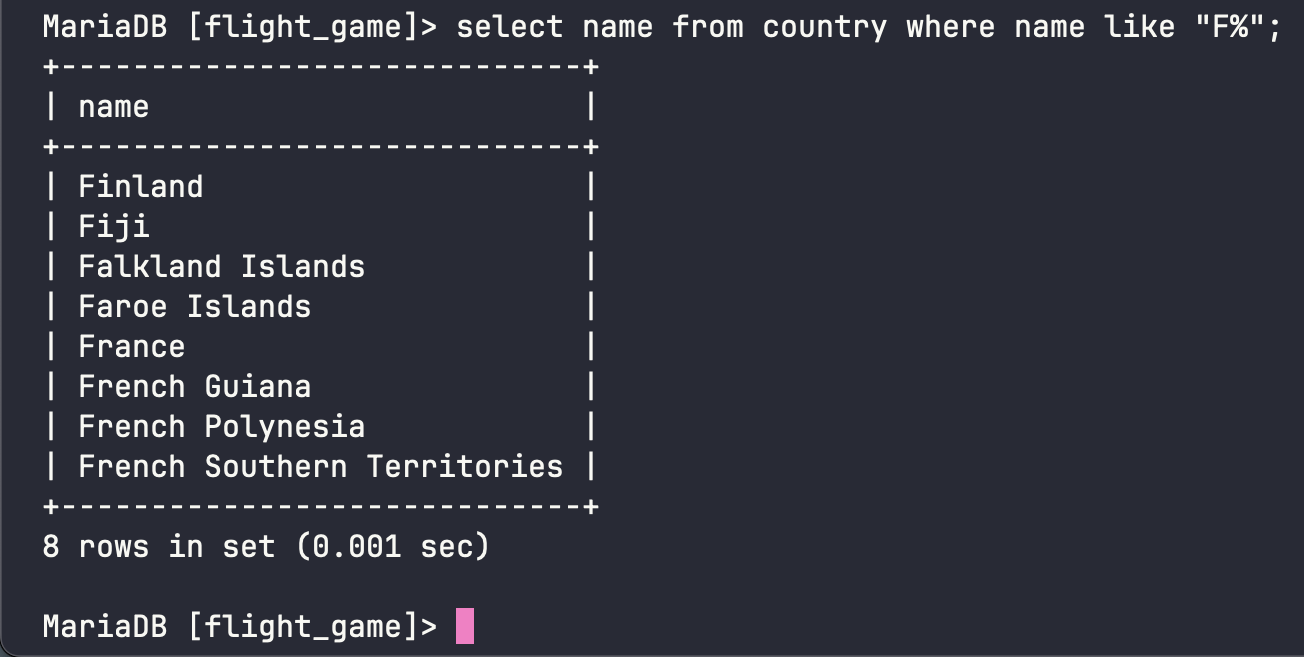 MariaDB [flight_game]> select name from country where name like "F%";
+-----------------------------+
| name                        |
+-----------------------------+
| Finland                     |
| Fiji                        |
| Falkland Islands            |
| Faroe Islands               |
| France                      |
| French Guiana               |
| French Polynesia            |
| French Southern Territories |
+-----------------------------+
8 rows in set (0.001 sec)
MariaDB [flight_game]>